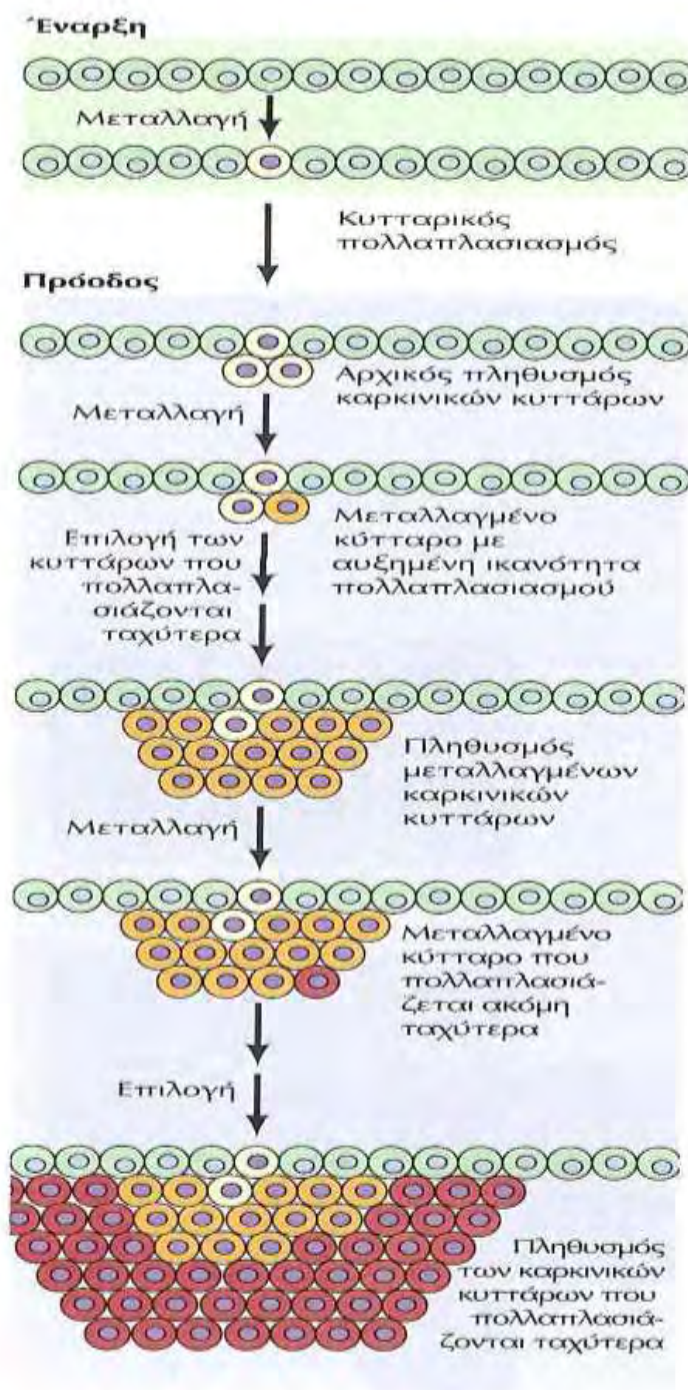 Έναρξη
Μεταλλαγή
Κυτταρικός
πολλαπλασιασμός
Πρόοδος
Αρχικός πληθυσμός
καρκινικών κυττάρων
Μεταλλαγή
Μεταλλαγμένο
κύτταρο με
αυξημένη ικανότητα
πολλαπλασιασμού
Επιλογή των
κυττάρων που
πολλαπλα-
σιάζονται
ταχύτερα
Πληθυσμός
μεταλλαγμένων
καρκινικών
κυττάρων
Μεταλλαγή
Μεταλλαγμένο
κύτταρο που
πολλαπλασιά-
ζεται ακόμη
ταχύτερα
Επιλογή
Πληθυσμός
των καρκινικών
κυττάρων που
πολλαπλασιά-
ζονται ταχύτερα